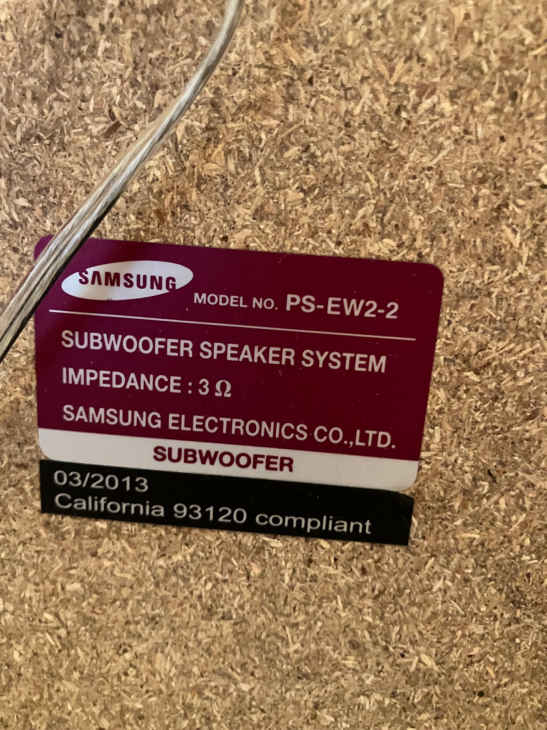 SAMSUNG
MODEL NO. PS-EW2-2
SUBWOOFER SPEAKER SYSTEM
IMPEDANCE : 3 Ω
SAMSUNG ELECTRONICS CO.,LTD.
SUBWOOFER
03/2013
California 93120 compliant